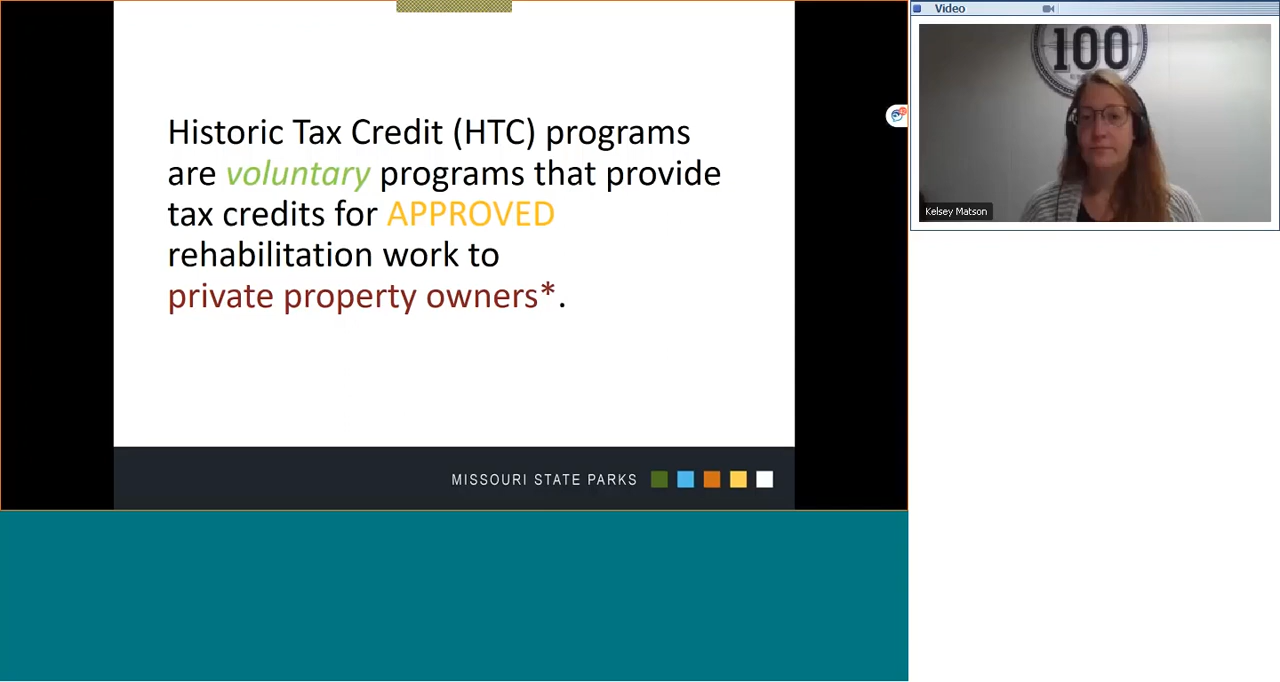 Historic Tax Credit (HTC) programs
are voluntary programs that provide
tax credits for APPROVED
rehabilitation work to
private property owners*.
MISSOURI STATE PARKS
Video
100
Kelsey Matson